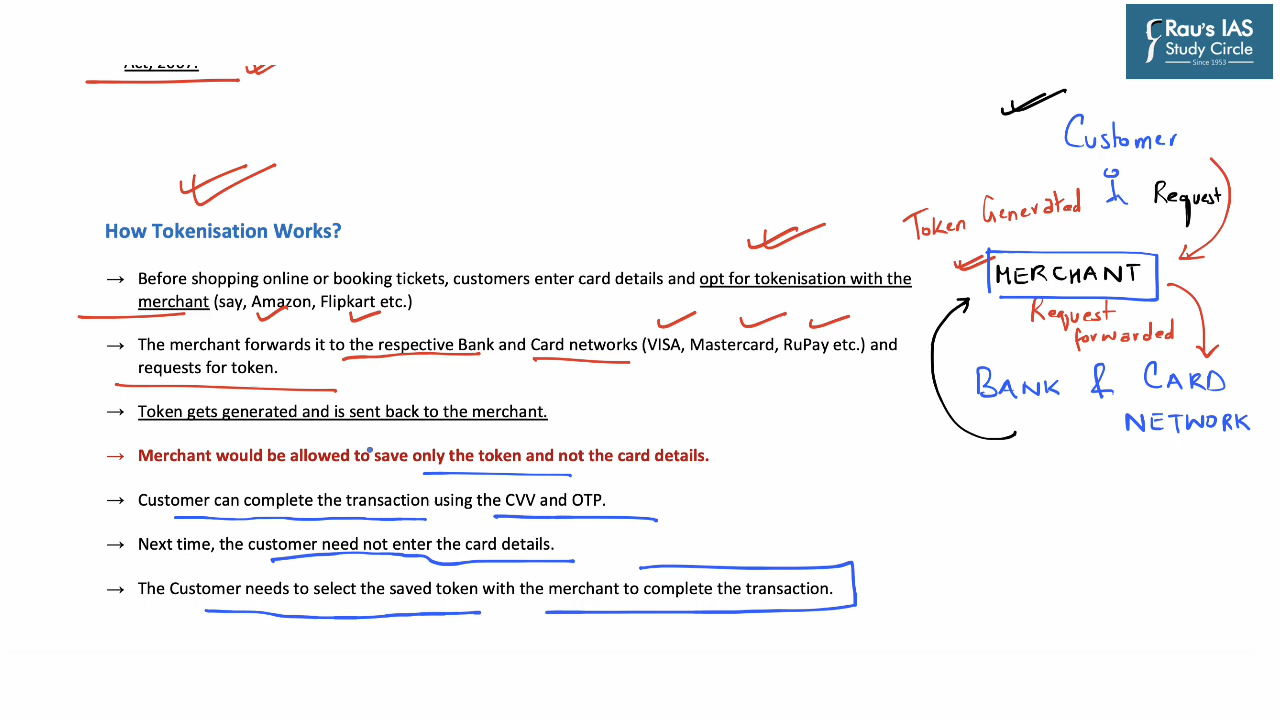 Rau's IAS
Study Circle
Since 1953
Act, 2007.
Customer
Request
Token Generated
MERCHANT
Request
forwarded
BANK & CARD
NETWORK
How Tokenisation Works?
→ Before shopping online or booking tickets, customers enter card details and opt for tokenisation with the
merchant (say, Amazon, Flipkart etc.)
→ The merchant forwards it to the respective Bank and Card networks (VISA, Mastercard, RuPay etc.) and
requests for token.
→ Token gets generated and is sent back to the merchant.
→ Merchant would be allowed to save only the token and not the card details.
→ Customer can complete the transaction using the CVV and OTP.
→ Next time, the customer need not enter the card details.
→ The Customer needs to select the saved token with the merchant to complete the transaction.